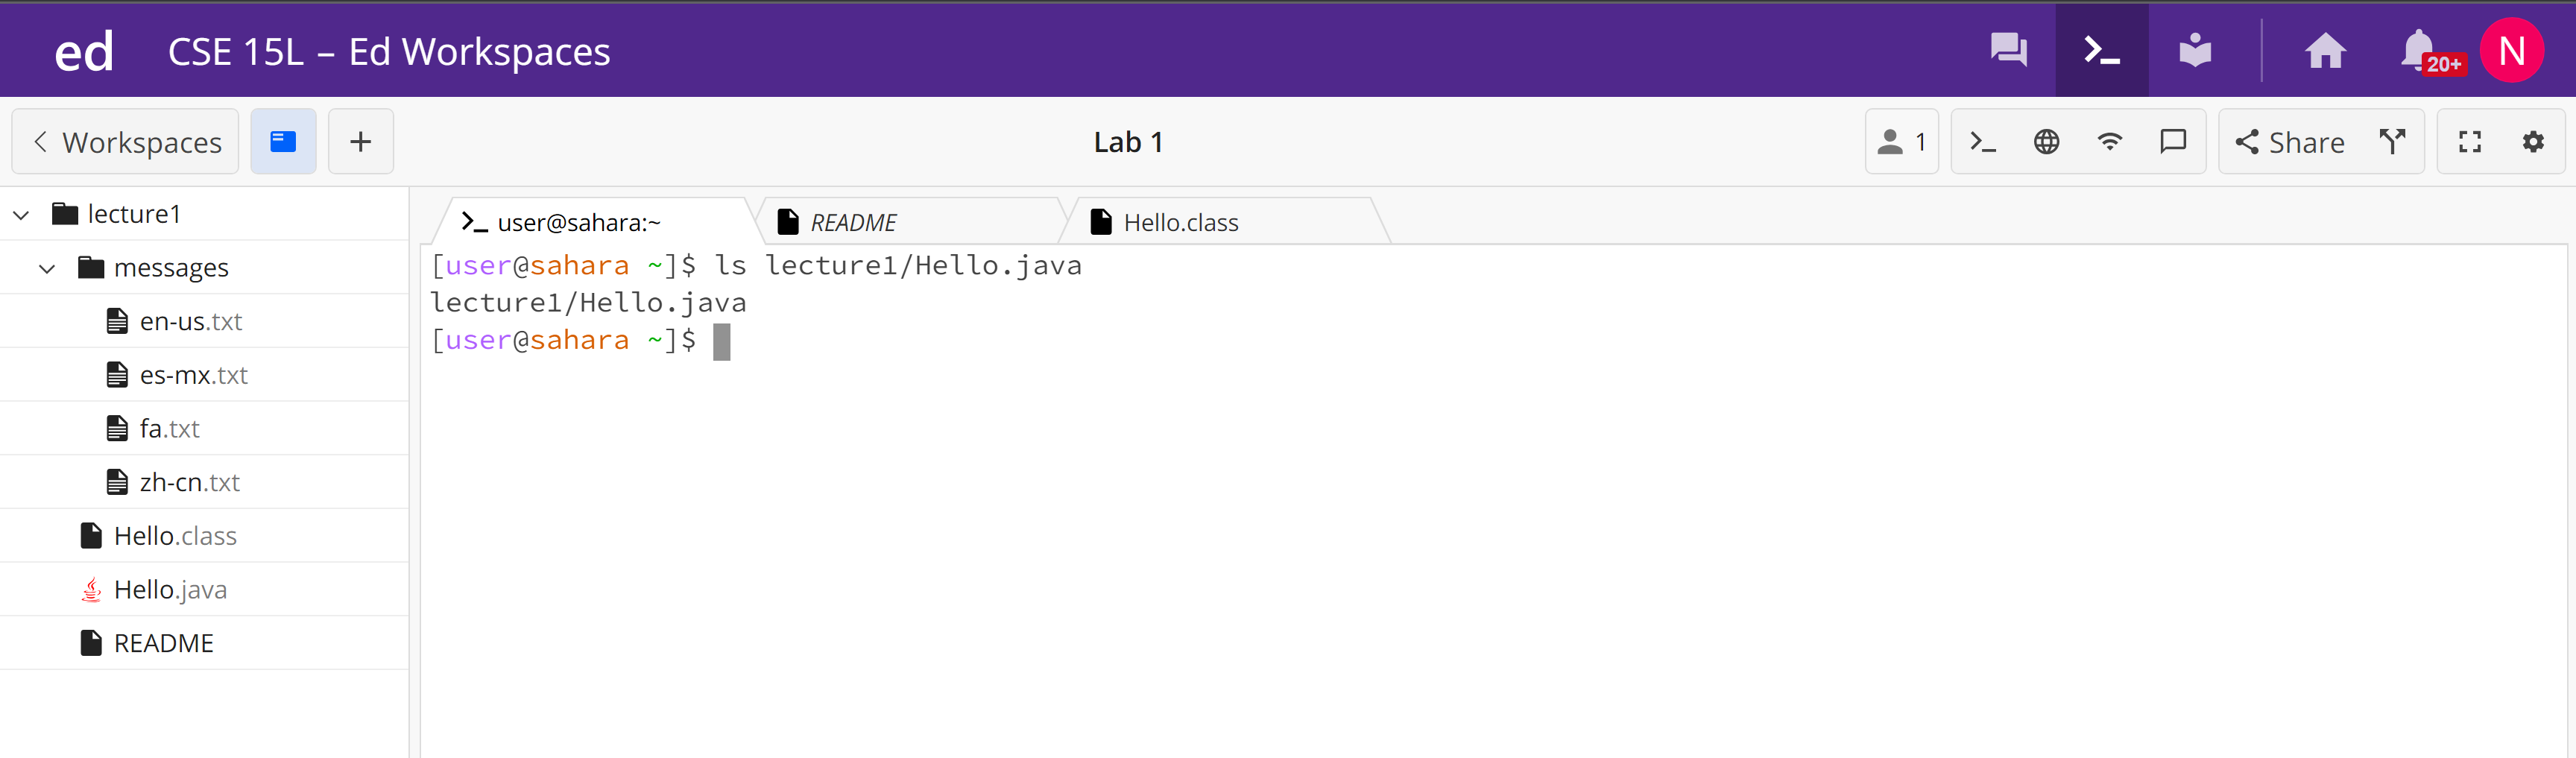 ed CSE 15L – Ed Workspaces 20+ N
Workspaces + Lab 1 1 Share
lecture1
messages
en-us.txt
es-mx.txt
fa.txt
zh-cn.txt
Hello.class
Hello.java
README
user@sahara:~ README Hello.class
[user@sahara ~]$ ls lecture1/Hello.java
lecture1/Hello.java
[user@sahara ~]$